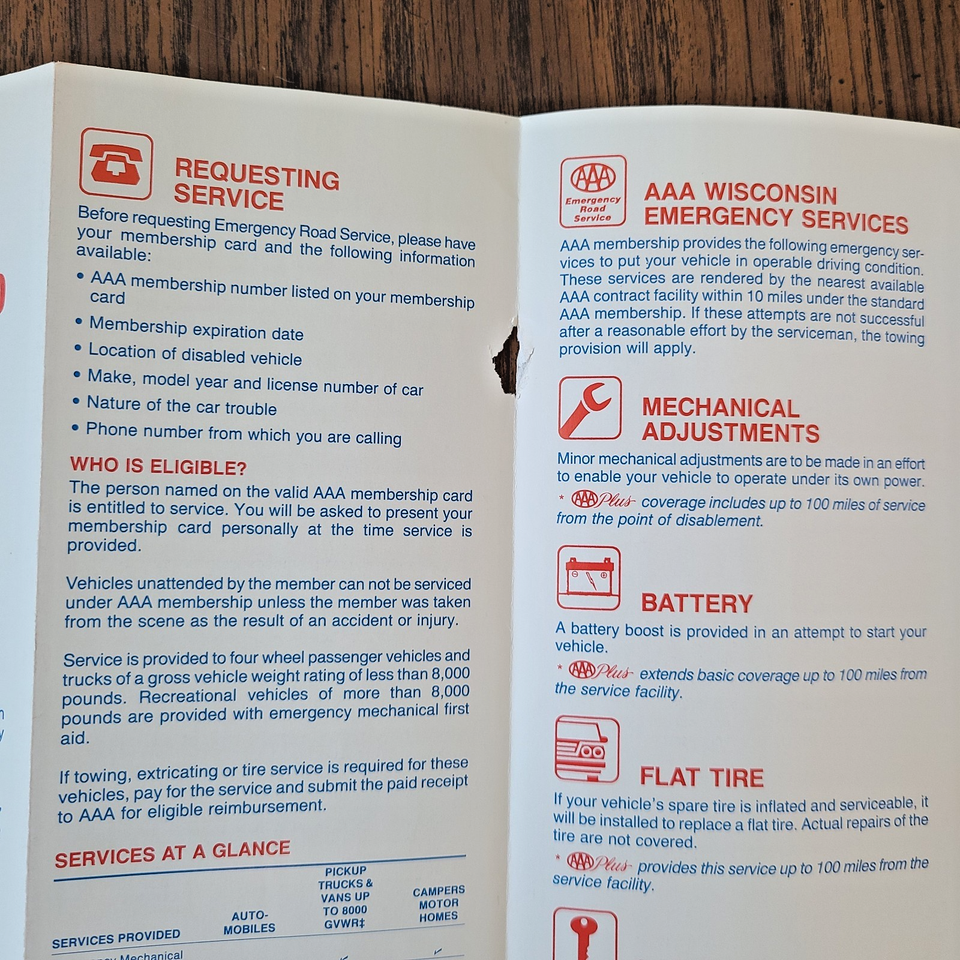 REQUESTING
SERVICE
Before requesting Emergency Road Service, please have
your membership card and the following information
available:
• AAA membership number listed on your membership
card
• Membership expiration date
• Location of disabled vehicle
• Make, model year and license number of car
• Nature of the car trouble
• Phone number from which you are calling
WHO IS ELIGIBLE?
The person named on the valid AAA membership card
is entitled to service. You will be asked to present your
membership card personally at the time service is
provided.
Vehicles unattended by the member can not be serviced
under AAA membership unless the member was taken
from the scene as the result of an accident or injury.
Service is provided to four wheel passenger vehicles and
trucks of a gross vehicle weight rating of less than 8,000
pounds. Recreational vehicles of more than 8,000
pounds are provided with emergency mechanical first
aid.
If towing, extricating or tire service is required for these
vehicles, pay for the service and submit the paid receipt
to AAA for eligible reimbursement.
SERVICES AT A GLANCE
SERVICES PROVIDED
AUTO-
MOBILES
PICKUP
TRUCKS &
VANS UP
TO 8000
GVWR‡
CAMPERS
MOTOR
HOMES
Mechanical
AAA
Emergency
Road
Service
AAA WISCONSIN
EMERGENCY SERVICES
AAA membership provides the following emergency ser-
vices to put your vehicle in operable driving condition.
These services are rendered by the nearest available
AAA contract facility within 10 miles under the standard
AAA membership. If these attempts are not successful
after a reasonable effort by the serviceman, the towing
provision will apply.
MECHANICAL
ADJUSTMENTS
Minor mechanical adjustments are to be made in an effort
to enable your vehicle to operate under its own power.
* AAA Plus coverage includes up to 100 miles of service
from the point of disablement.
BATTERY
A battery boost is provided in an attempt to start your
vehicle.
* AAA Plus extends basic coverage up to 100 miles from
the service facility.
FLAT TIRE
If your vehicle's spare tire is inflated and serviceable, it
will be installed to replace a flat tire. Actual repairs of the
tire are not covered.
* AAA Plus provides this service up to 100 miles from the
service facility.